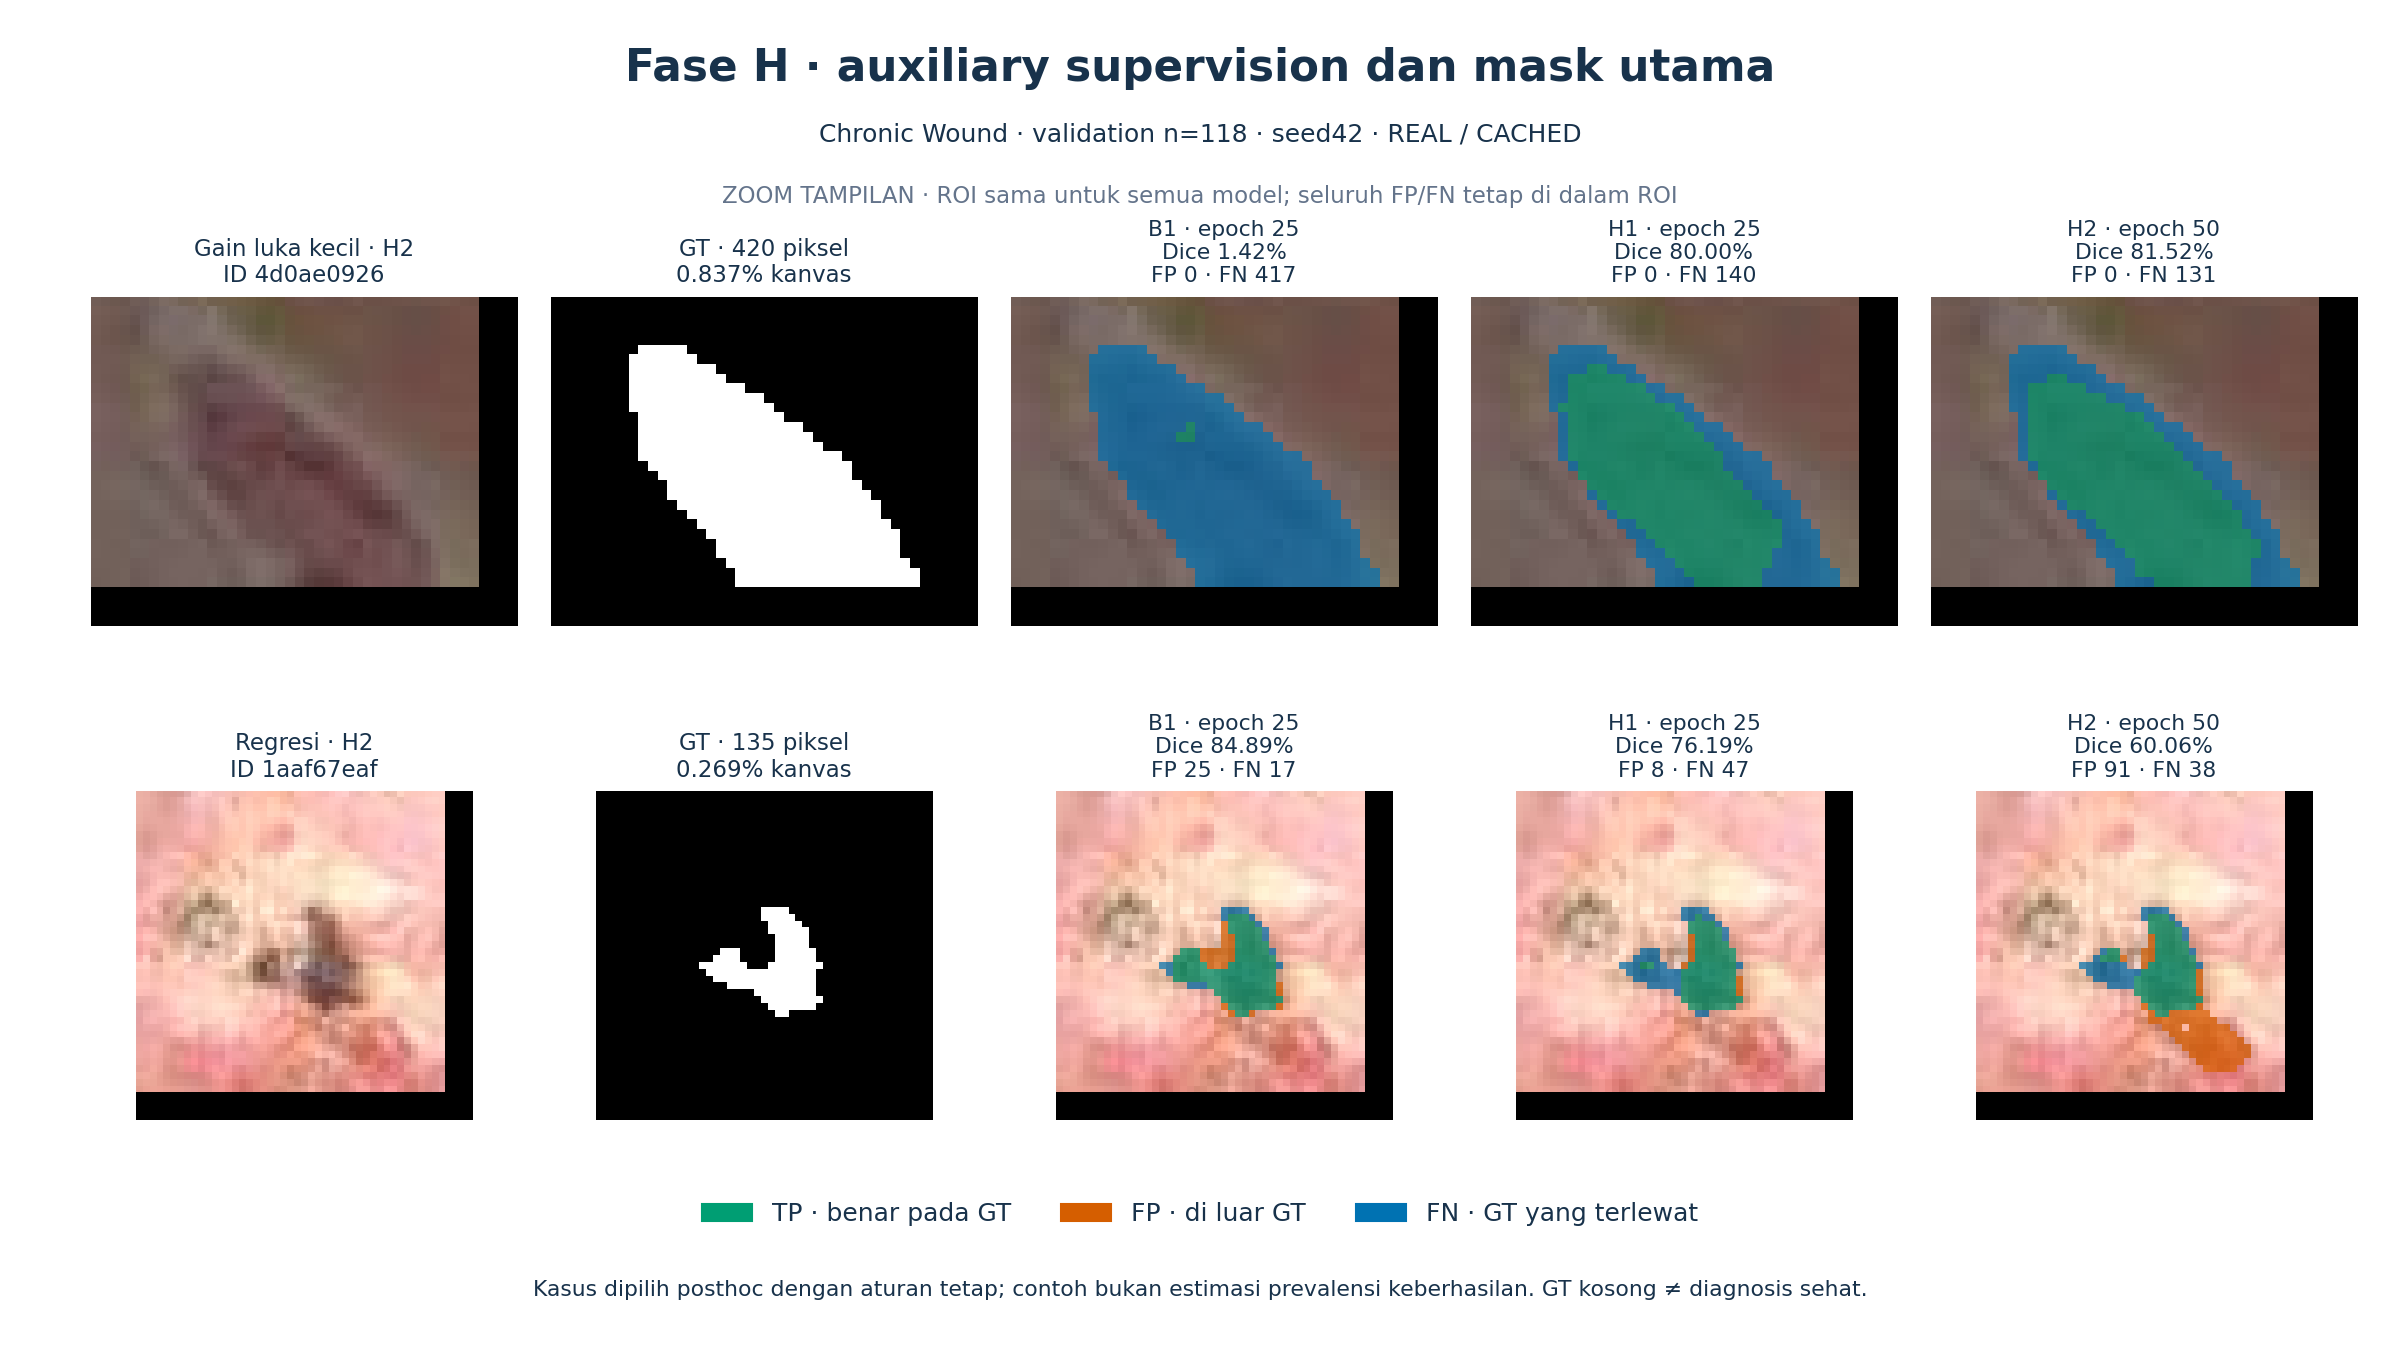 Fase H · auxiliary supervision dan mask utama
Chronic Wound · validation n=118 · seed42 · REAL / CACHED
ZOOM TAMPILAN · ROI sama untuk semua model; seluruh FP/FN tetap di dalam ROI
Gain luka kecil · H2
ID 4d0ae0926
GT · 420 piksel
0.837% kanvas
B1 · epoch 25
Dice 1.42%
FP 0 · FN 417
H1 · epoch 25
Dice 80.00%
FP 0 · FN 140
H2 · epoch 50
Dice 81.52%
FP 0 · FN 131
Regresi · H2
ID 1aaf67eaf
GT · 135 piksel
0.269% kanvas
B1 · epoch 25
Dice 84.89%
FP 25 · FN 17
H1 · epoch 25
Dice 76.19%
FP 8 · FN 47
H2 · epoch 50
Dice 60.06%
FP 91 · FN 38
TP · benar pada GT
FP · di luar GT
FN · GT yang terlewat
Kasus dipilih posthoc dengan aturan tetap; contoh bukan estimasi prevalensi keberhasilan. GT kosong ≠ diagnosis sehat.